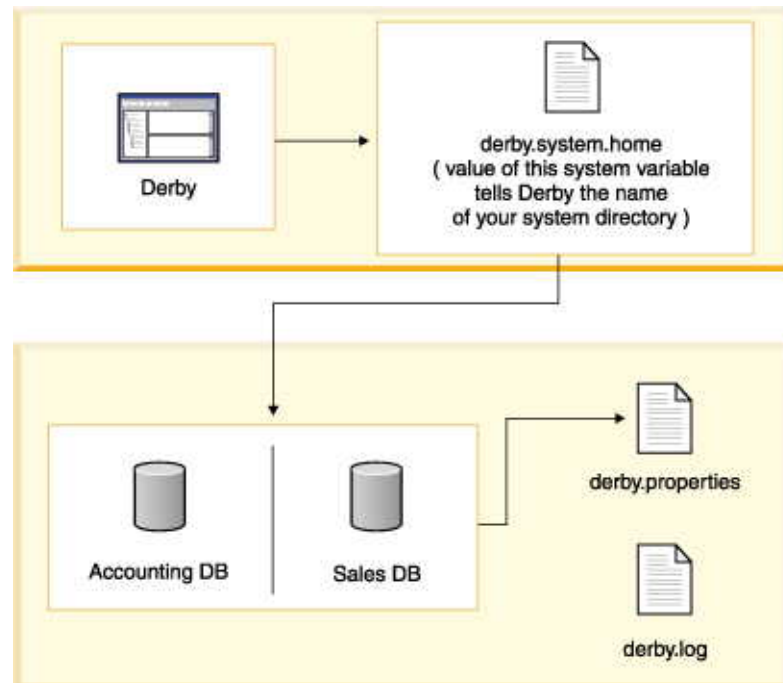 Derby
derby.system.home
( value of this system variable
tells Derby the name
of your system directory )
Accounting DB
Sales DB
derby.properties
derby.log